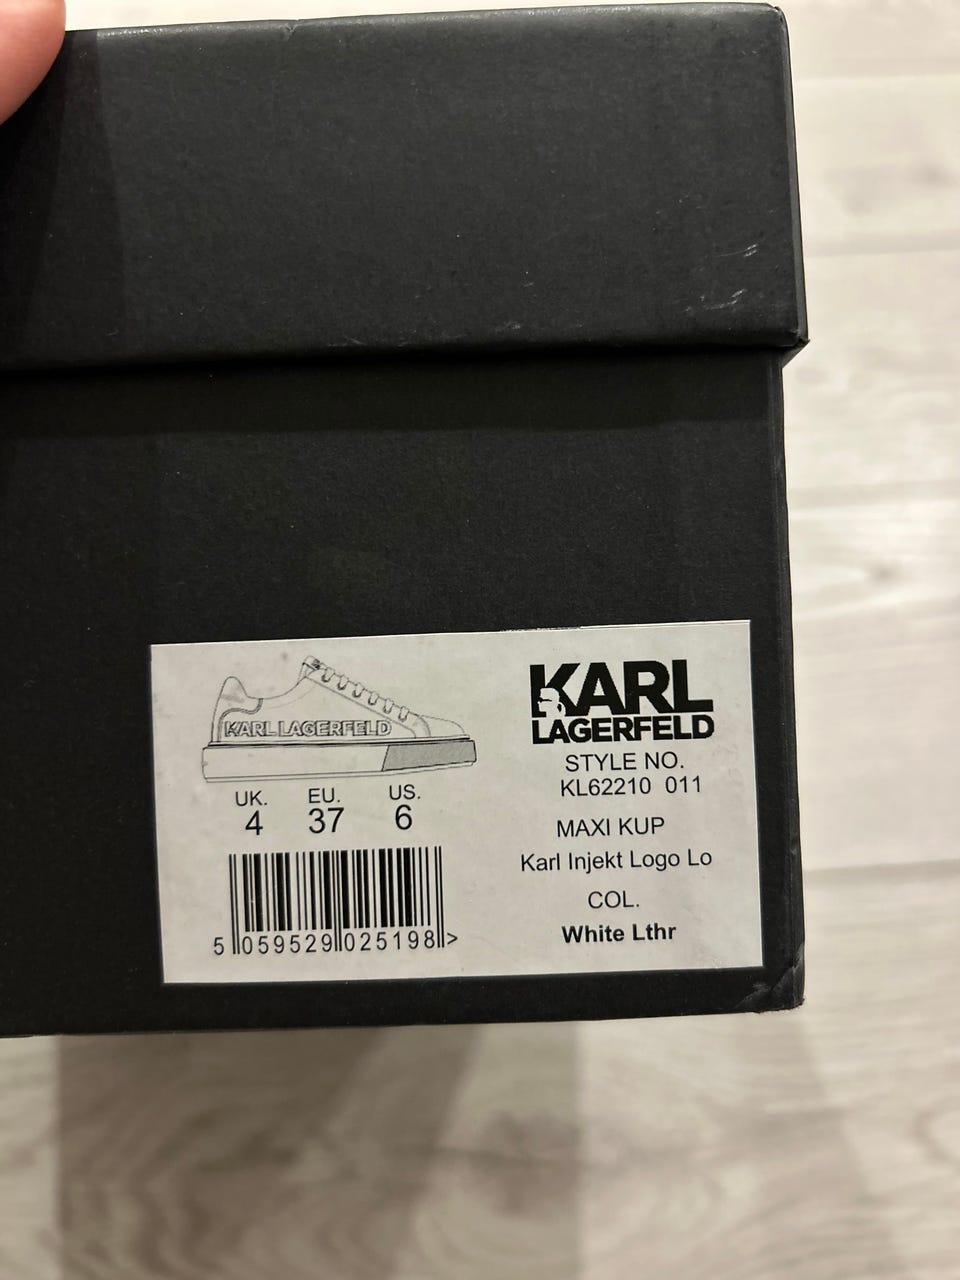 KARL LAGERFELD
UK. EU. US.
4 37 6
5 059529 025198 >
KARL
LAGERFELD
STYLE NO.
KL62210 011
MAXI KUP
Karl Injekt Logo Lo
COL.
White Lthr